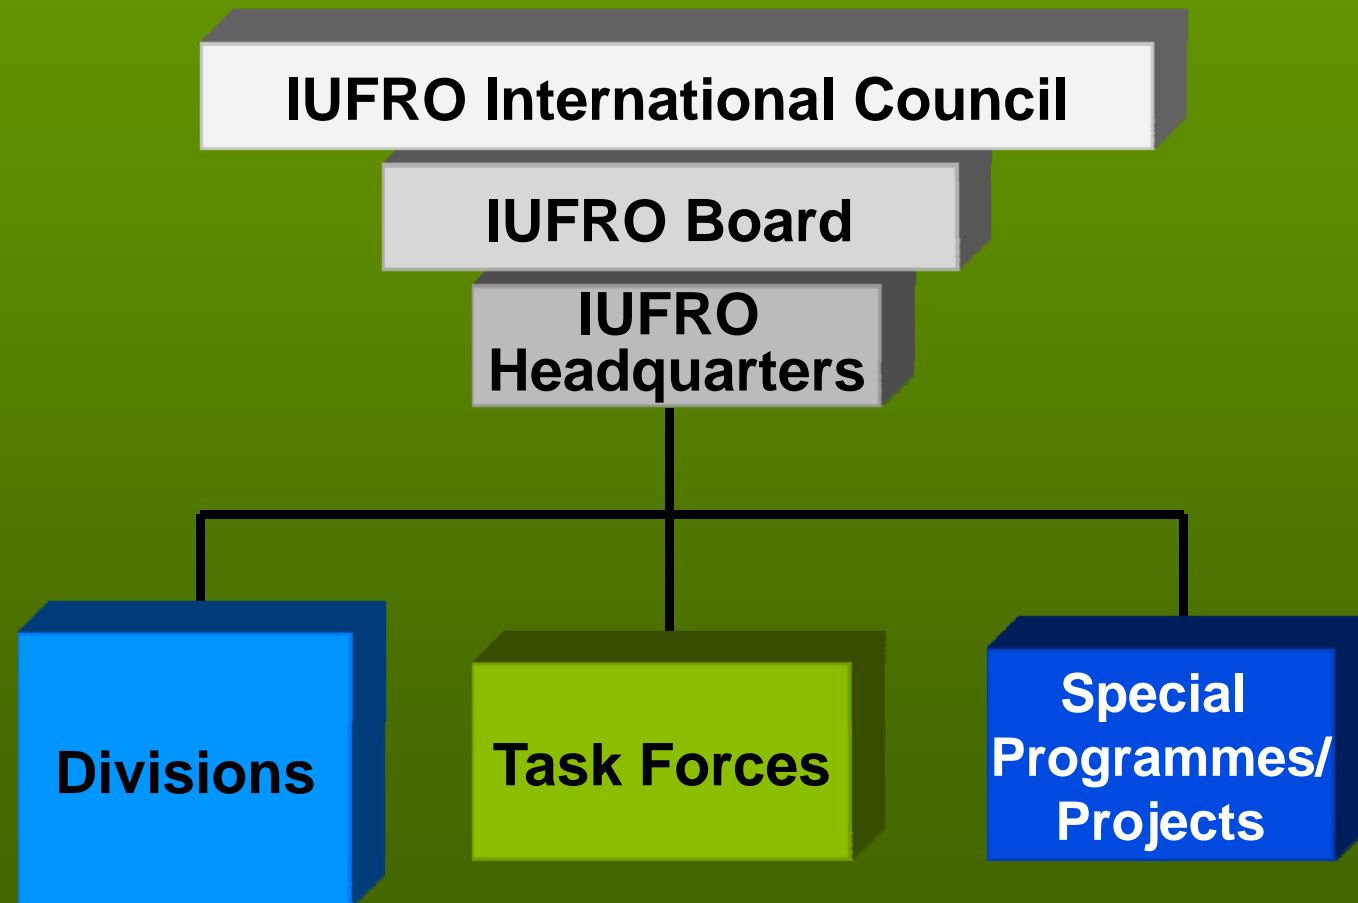 IUFRO International Council
IUFRO Board
IUFRO
Headquarters
Divisions
Task Forces
Special
Programmes/
Projects